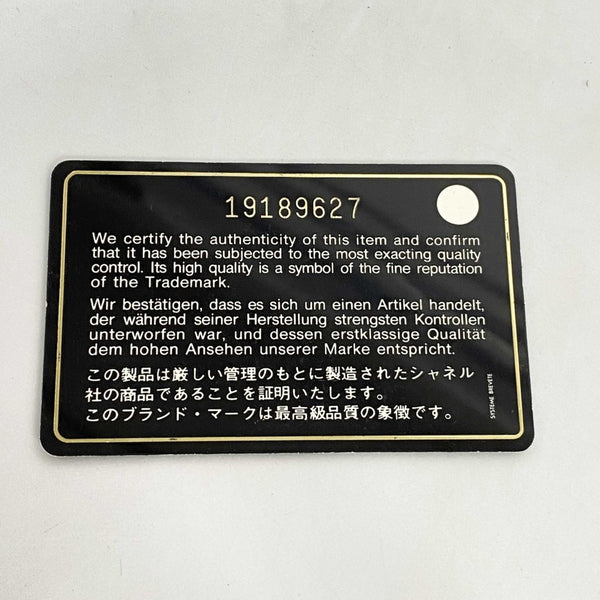 19189627
We certify the authenticity of this item and confirm
that it has been subjected to the most exacting quality
control. Its high quality is a symbol of the fine reputation
of the Trademark.
Wir bestätigen, dass es sich um einen Artikel handelt,
der während seiner Herstellung strengsten Kontrollen
unterworfen war, und dessen erstklassige Qualität
dem hohen Ansehen unserer Marke entspricht.
この製品は厳しい管理のもとに製造されたシャネル
社の商品であることを証明いたします。
このブランド・マークは最高級品質の象徴です。
SYSTEME BREVETE